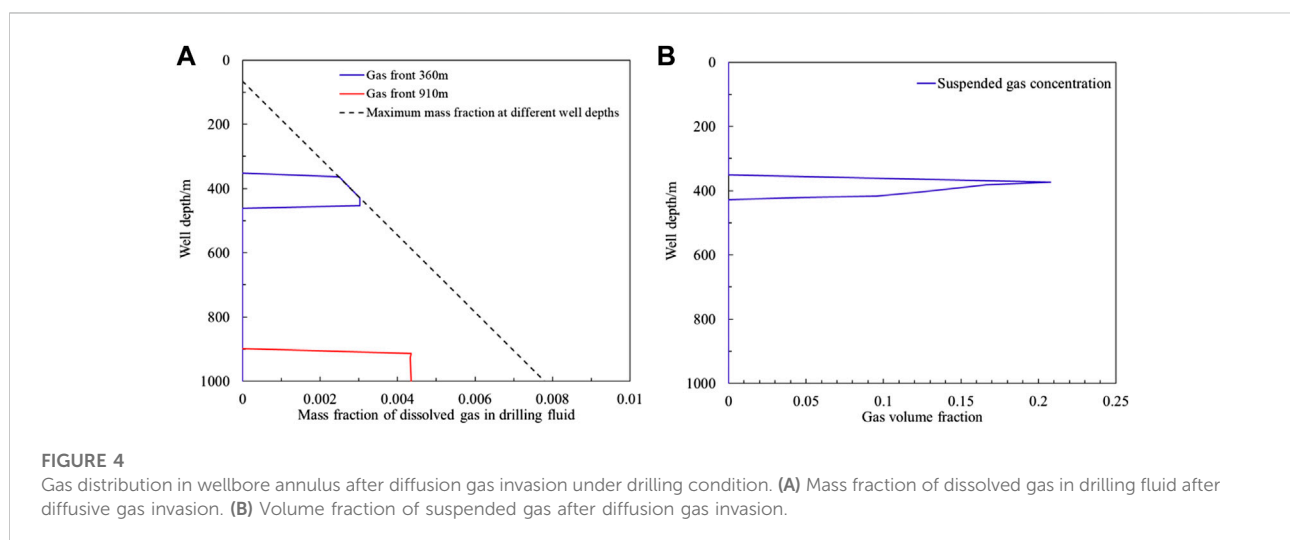 A
0
200
400
600
800
1000
Well depth/m
Gas front 360m
Gas front 910m
Maximum mass fraction at different well depths
0
0.002
0.004
0.006
0.008
0.01
Mass fraction of dissolved gas in drilling fluid
B
0
200
400
600
800
1000
Well depth/m
Suspended gas concentration
0
0.05
0.1
0.15
0.2
0.25
Gas volume fraction
FIGURE 4
Gas distribution in wellbore annulus after diffusion gas invasion under drilling condition. (A) Mass fraction of dissolved gas in drilling fluid after
diffusive gas invasion. (B) Volume fraction of suspended gas after diffusion gas invasion.